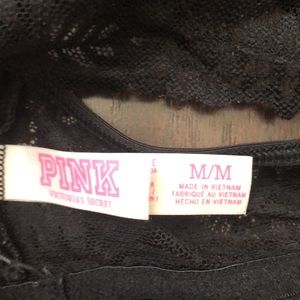 PINK
VICTORIA'S SECRET
M/M
MADE IN VIETNAM
FABRIQUÉ AU VIETNAM
HECHO EN VIETNAM